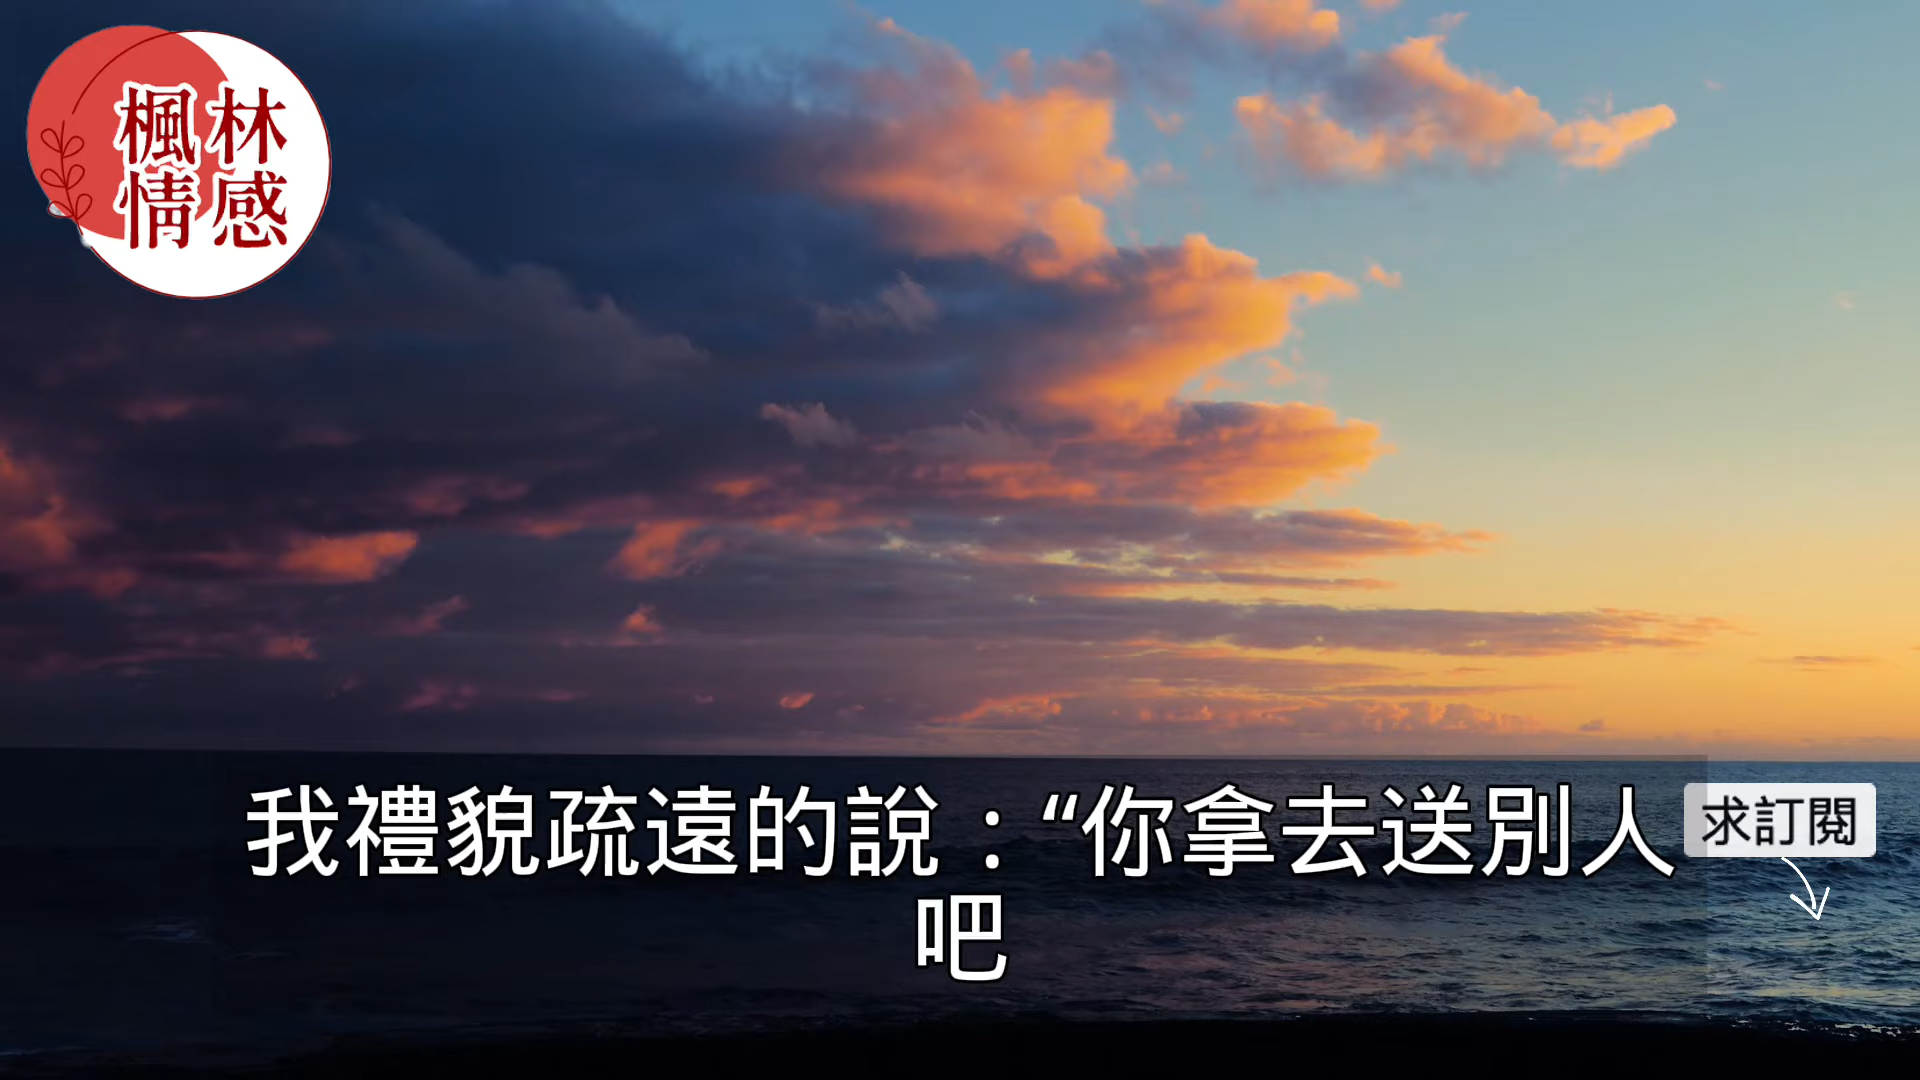 楓林
情感
我禮貌疏遠的說：“你拿去送別人
吧
求訂閱